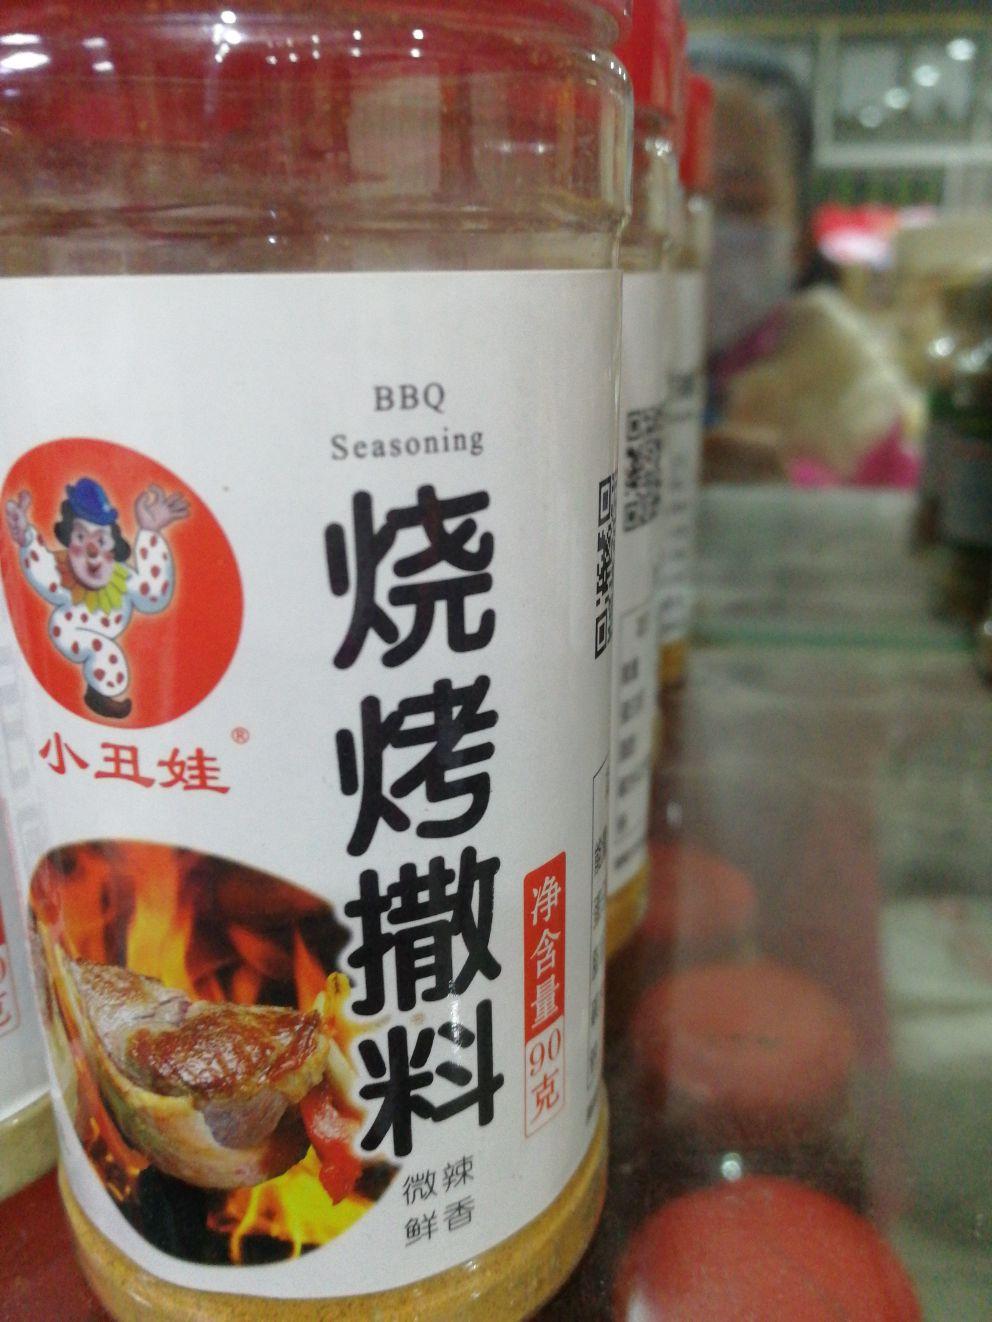 BBQ
Seasoning
小丑娃®
烧烤撒料
净含量90克
微辣
鲜香